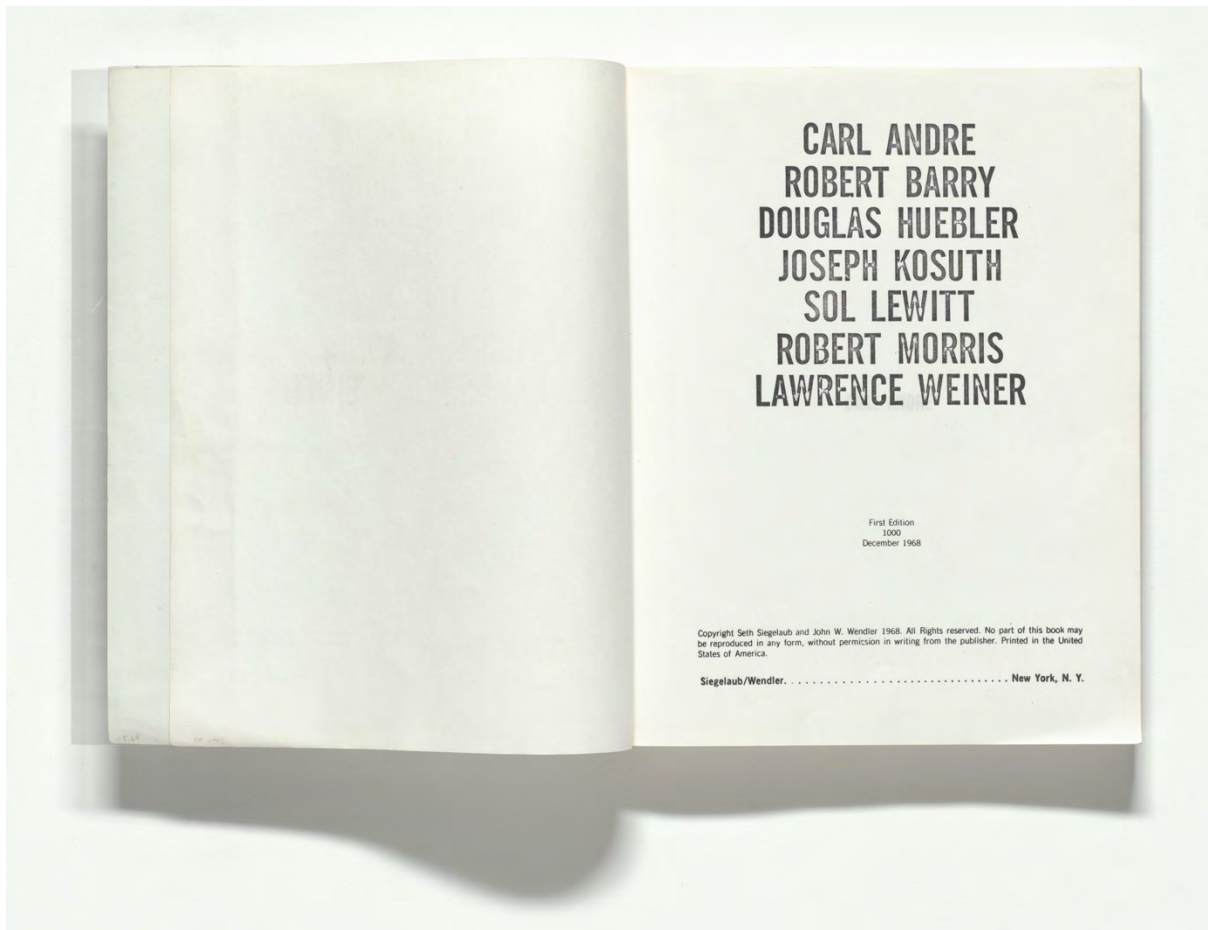 CARL ANDRE
ROBERT BARRY
DOUGLAS HUEBLER
JOSEPH KOSUTH
SOL LEWITT
ROBERT MORRIS
LAWRENCE WEINER
First Edition
1000
December 1968
Copyright Seth Siegelaub and John W. Wendler 1968. All Rights reserved. No part of this book may
be reproduced in any form, without permission in writing from the publisher. Printed in the United
States of America.
Siegelaub/Wendler. . . . . . . . . . . . . . . . . . . . . . . . . . . . . . . New York, N. Y.